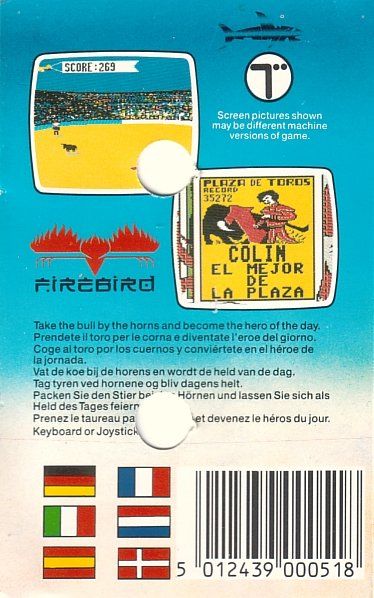 SCORE:269
Screen pictures shown
may be different machine
versions of game.
PLAZA DE TOROS
RECORD
35272
COLIN
EL MEJOR
DE
LA PLAZA
FIREBIRD
Take the bull by the horns and become the hero of the day.
Prendete il toro per le corna e diventate l'eroe del giorno.
Coge al toro por los cuernos y conviértete en el héroe de
la jornada.
Vat de koe bij de horens en wordt de held van de dag.
Tag tyren ved hornene og bliv dagens helt.
Packen Sie den Stier bei Hörnen und lassen Sie sich als
Held des Tages feiern
Prenez le taureau pa et devenez le héros du jour.
Keyboard or Joystick
5 012439 000518